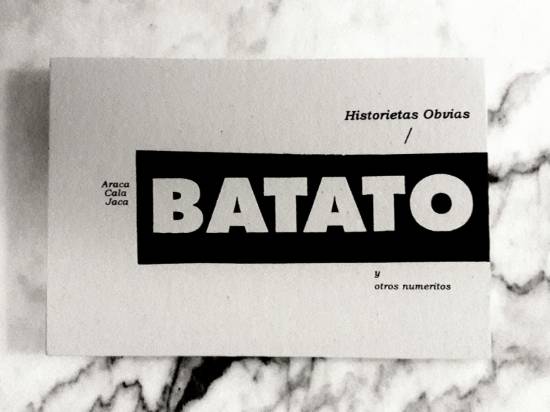 Historietas Obvias
/
Araca
Cala
Jaca
BATATO
y
otros numeritos